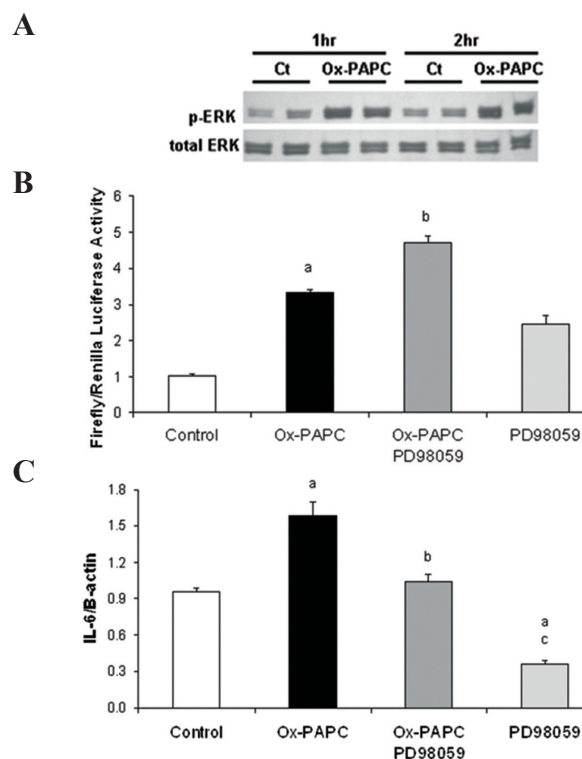 A
1hr 2hr
Ct Ox-PAPC Ct Ox-PAPC
p-ERK
total ERK
B
Firefly/Renilla Luciferase Activity
6
5
4
3
2
1
0
a
b
Control Ox-PAPC Ox-PAPC PD98059
PD98059
C
IL-6/B-actin
1.8
1.5
1.2
0.9
0.6
0.3
0.0
a
b
a
c
Control Ox-PAPC Ox-PAPC PD98059
PD98059